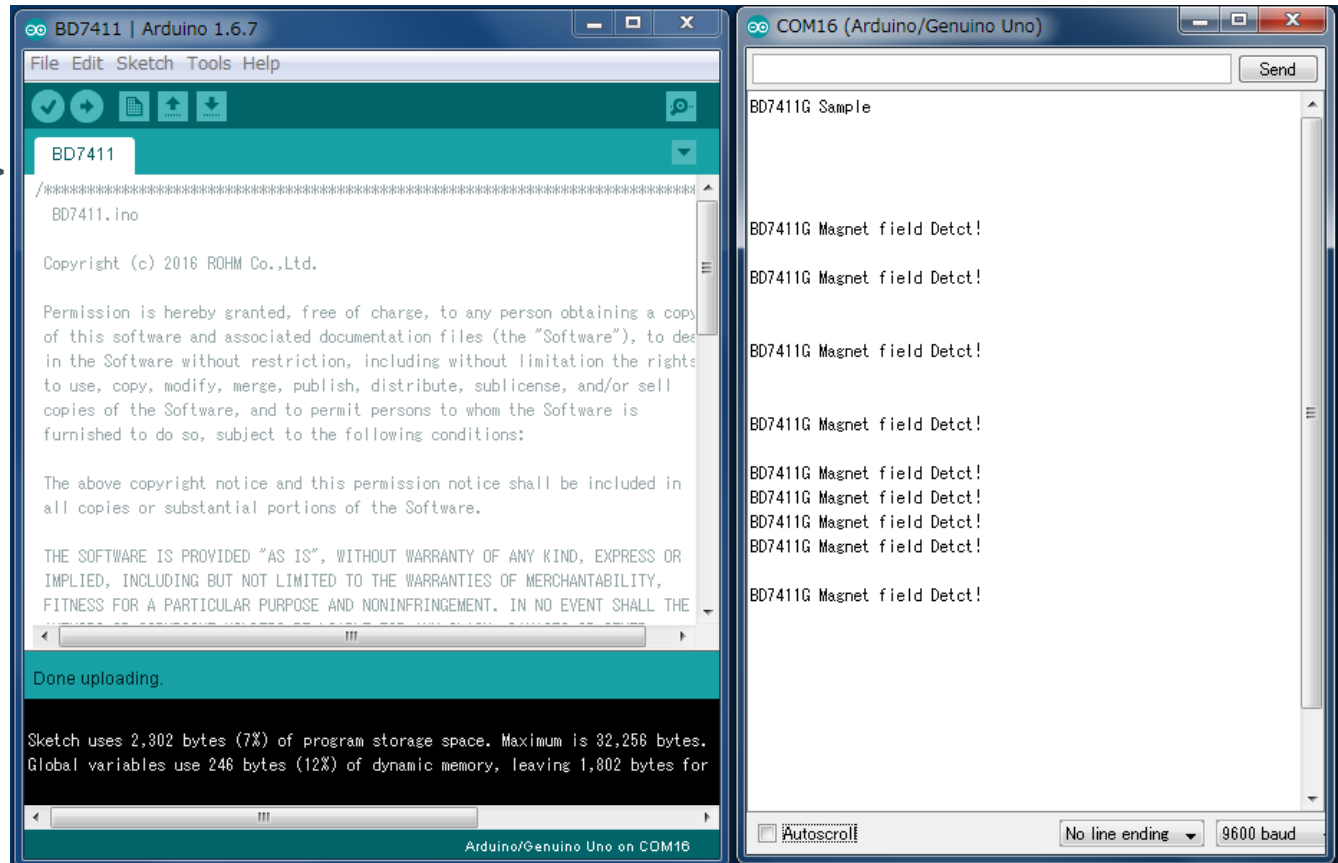 BD7411 | Arduino 1.6.7
File Edit Sketch Tools Help
BD7411
/******************************************************************************
BD7411.ino
Copyright (c) 2016 ROHM Co.,Ltd.
Permission is hereby granted, free of charge, to any person obtaining a copy
of this software and associated documentation files (the "Software"), to dea
in the Software without restriction, including without limitation the rights
to use, copy, modify, merge, publish, distribute, sublicense, and/or sell
copies of the Software, and to permit persons to whom the Software is
furnished to do so, subject to the following conditions:
The above copyright notice and this permission notice shall be included in
all copies or substantial portions of the Software.
THE SOFTWARE IS PROVIDED "AS IS", WITHOUT WARRANTY OF ANY KIND, EXPRESS OR
IMPLIED, INCLUDING BUT NOT LIMITED TO THE WARRANTIES OF MERCHANTABILITY,
FITNESS FOR A PARTICULAR PURPOSE AND NONINFRINGEMENT. IN NO EVENT SHALL THE
Done uploading.
Sketch uses 2,302 bytes (7%) of program storage space. Maximum is 32,256 bytes.
Global variables use 246 bytes (12%) of dynamic memory, leaving 1,802 bytes for
Arduino/Genuino Uno on COM16
COM16 (Arduino/Genuino Uno)
Send
BD7411G Sample
BD7411G Magnet field Detct!
BD7411G Magnet field Detct!
BD7411G Magnet field Detct!
BD7411G Magnet field Detct!
BD7411G Magnet field Detct!
BD7411G Magnet field Detct!
BD7411G Magnet field Detct!
BD7411G Magnet field Detct!
BD7411G Magnet field Detct!
Autoscroll
No line ending
9600 baud